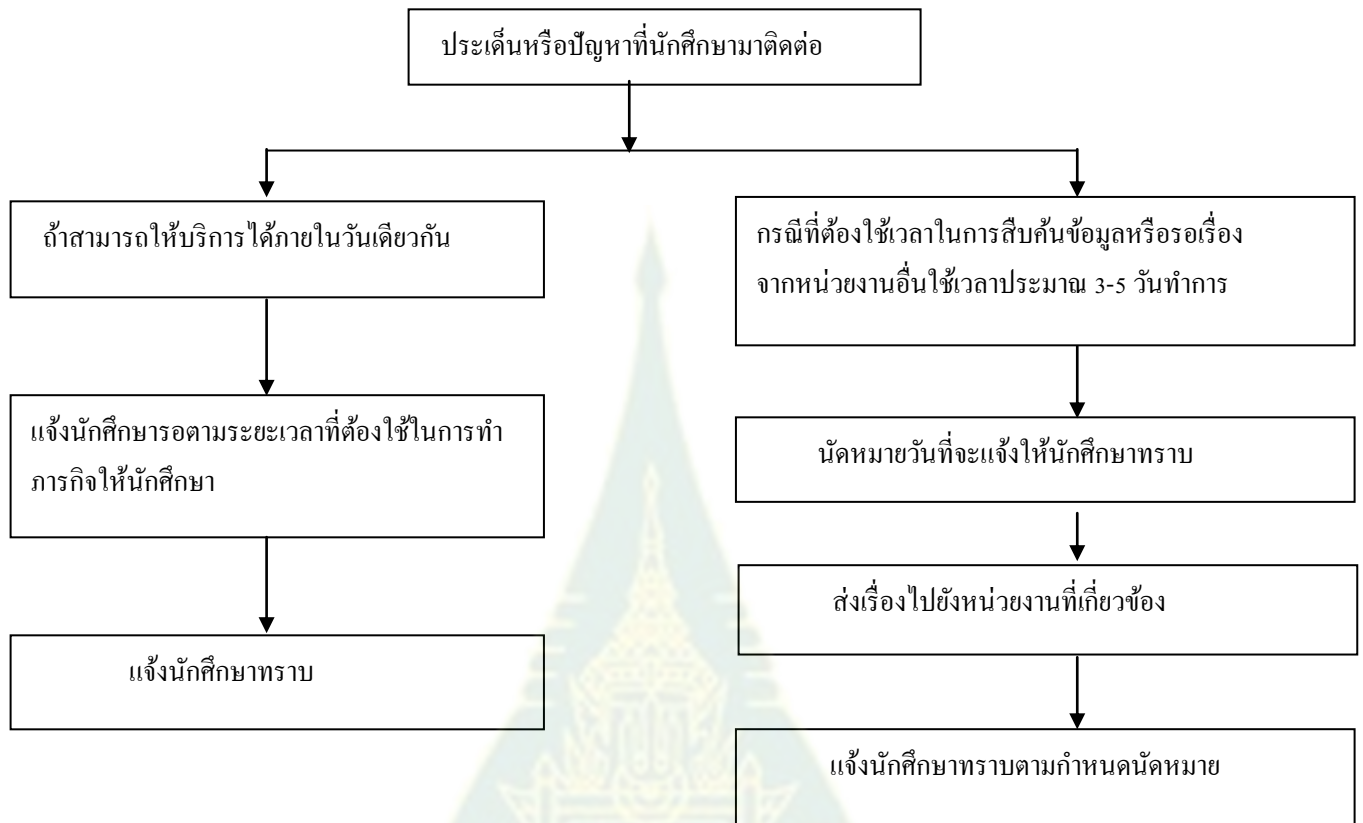 ประเด็นหรือปัญหาที่นักศึกษามาติดต่อ
ถ้าสามารถให้บริการได้ภายในวันเดียวกัน
แจ้งนักศึกษารอตามระยะเวลาที่ต้องใช้ในการทำ
ภารกิจให้นักศึกษา
แจ้งนักศึกษาทราบ
กรณีที่ต้องใช้เวลาในการสืบค้นข้อมูลหรือรอเรื่อง
จากหน่วยงานอื่นใช้เวลาประมาณ 3-5 วันทำการ
นัดหมายวันที่จะแจ้งให้นักศึกษาทราบ
ส่งเรื่องไปยังหน่วยงานที่เกี่ยวข้อง
แจ้งนักศึกษาทราบตามกำหนดนัดหมาย